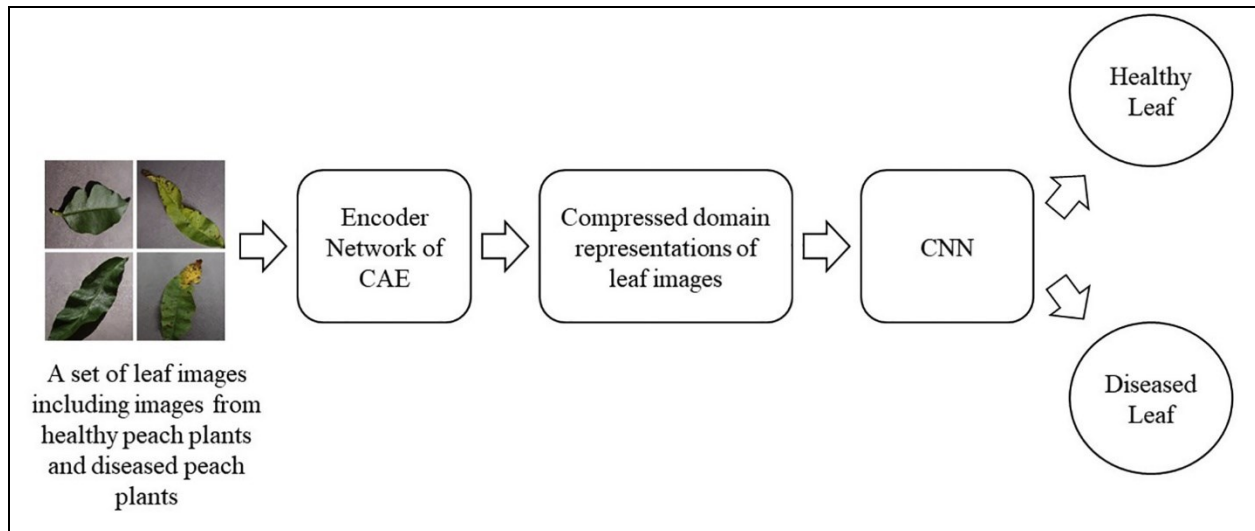 A set of leaf images
including images from
healthy peach plants
and diseased peach
plants
Encoder
Network of
CAE
Compressed domain
representations of
leaf images
CNN
Healthy
Leaf
Diseased
Leaf